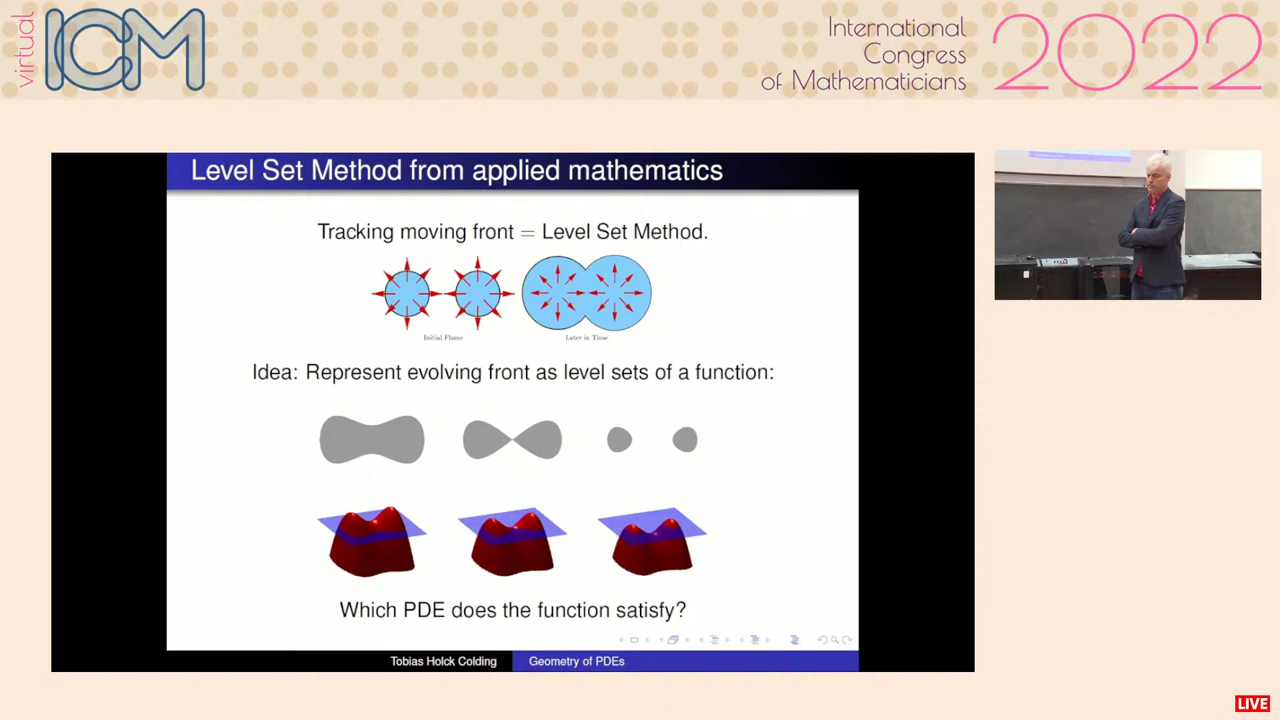 virtual
ICM
International
Congress
of Mathematicians
2022
Level Set Method from applied mathematics
Tracking moving front = Level Set Method.
Initial Flame
Later in Time
Idea: Represent evolving front as level sets of a function:
Which PDE does the function satisfy?
Tobias Holck Colding
Geometry of PDEs
LIVE